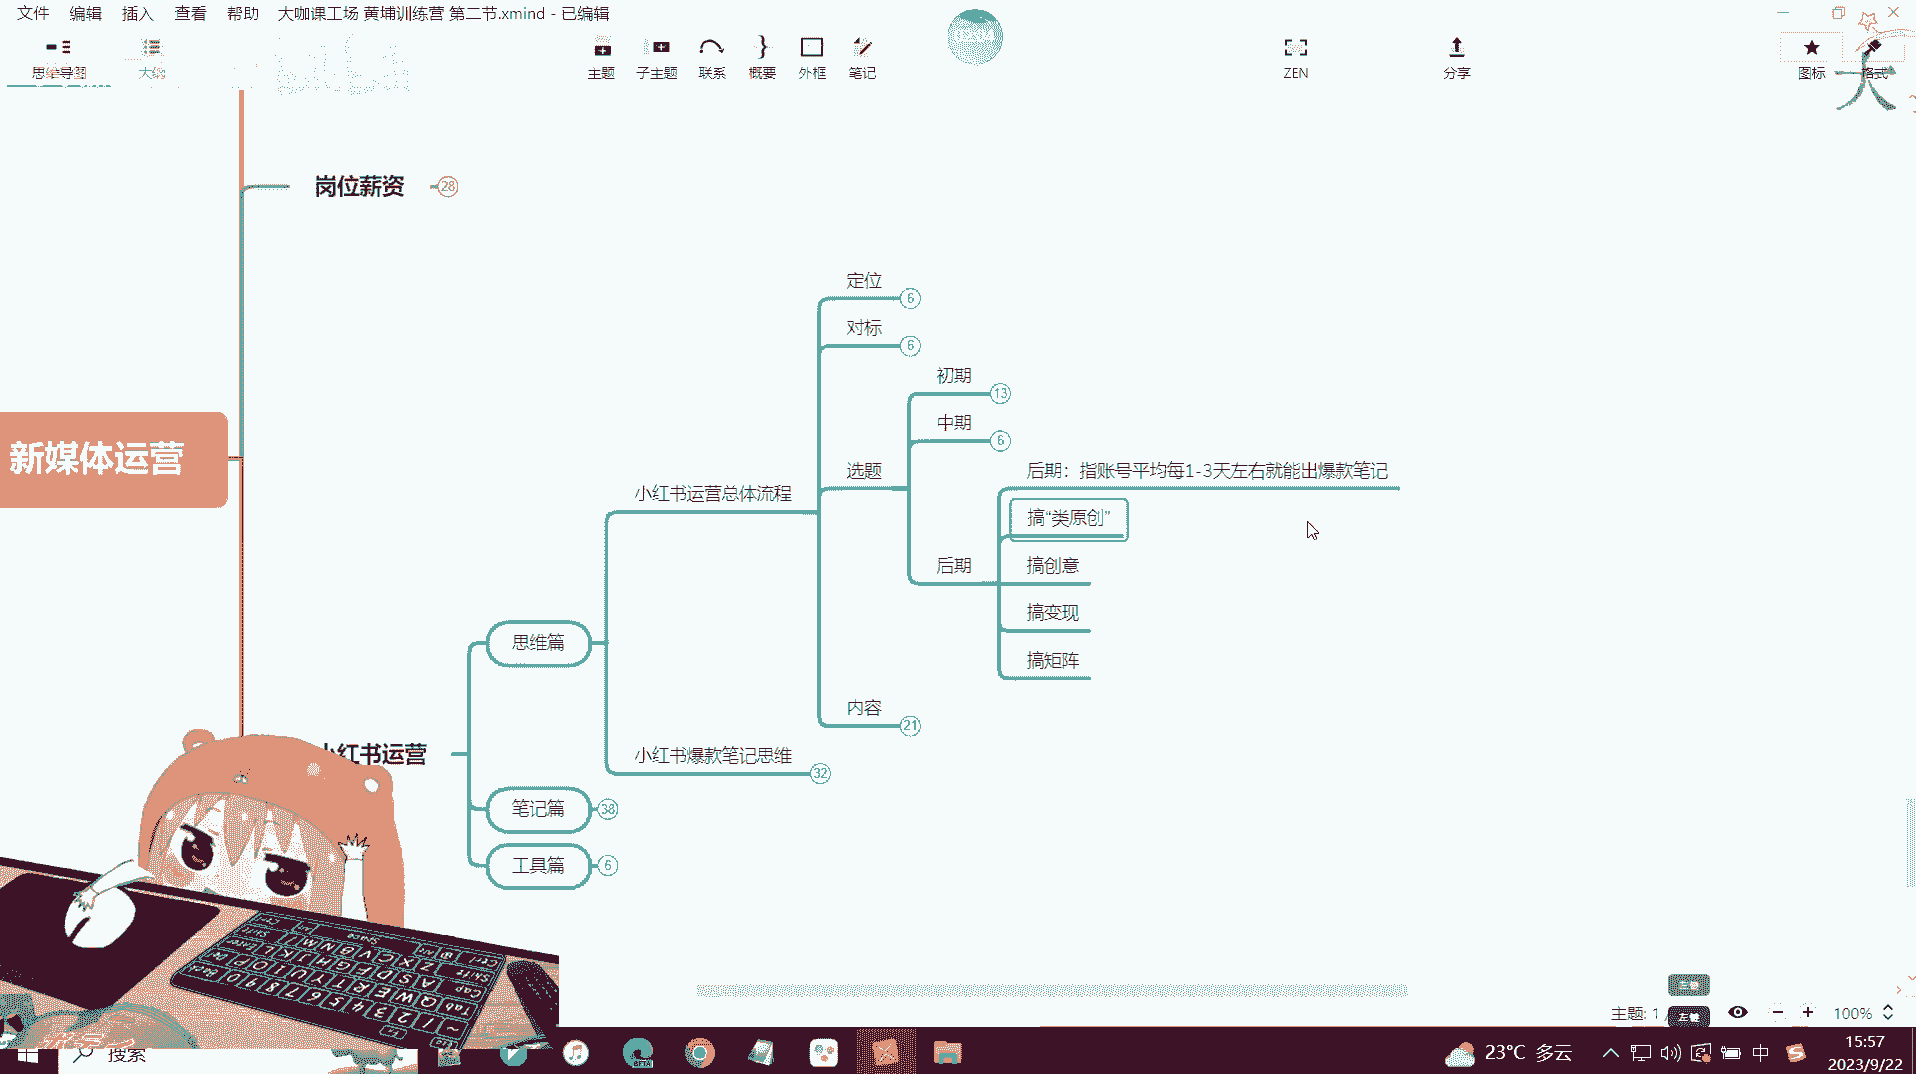 文件 编辑 插入 查看 帮助 大咖课工场 黄埔训练营 第二节.xmind - 已编辑
思维导图 大纲 主题 子主题 联系 概要 外框 笔记 ZEN 分享 图标 格式
天
岗位薪资 28
定位 6
对标 6
初期 13
中期 6
选题
后期：指账号平均每1-3天左右就能出爆款笔记
小红书运营总体流程
搞“类原创”
后期
搞创意
搞变现
搞矩阵
新媒体运营
思维篇
内容 21
小红书运营
小红书爆款笔记思维 32
笔记篇 38
工具篇 6
主题: 1 /
100%
搜索
BETA
23°C 多云
中
15:57
2023/9/22